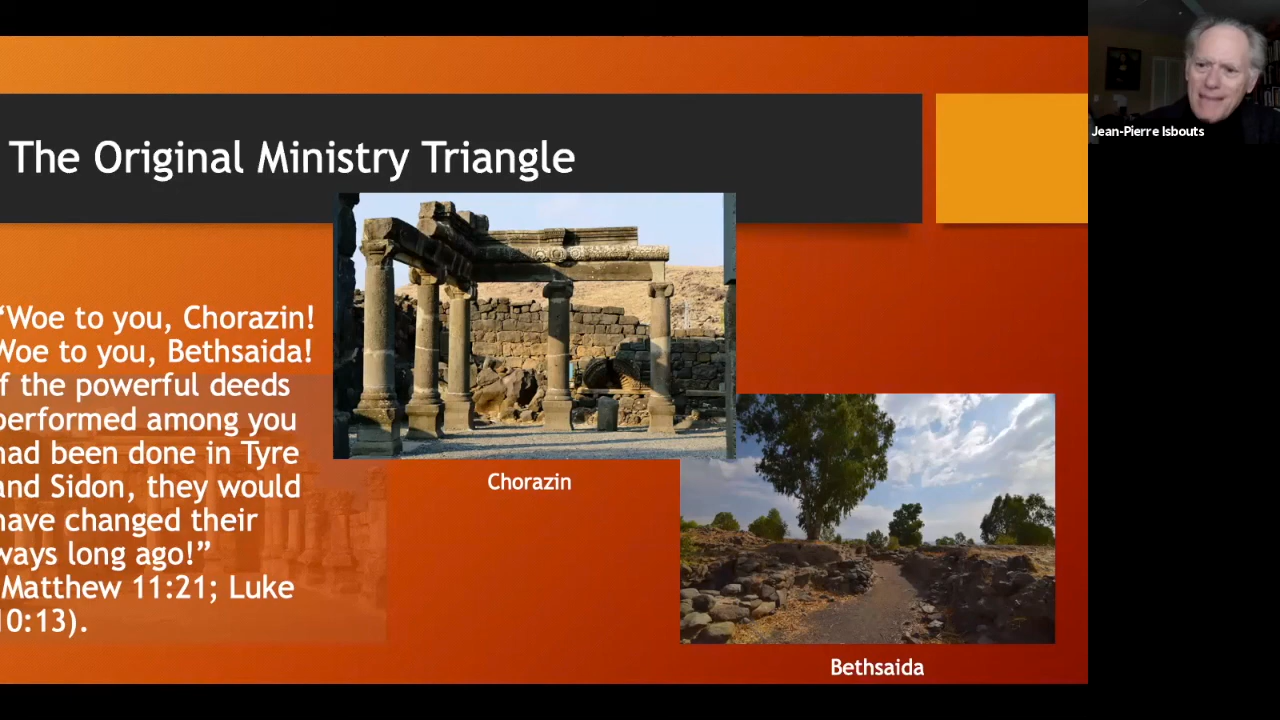 The Original Ministry Triangle
Jean-Pierre Isbouts
“Woe to you, Chorazin!
Woe to you, Bethsaida!
f the powerful deeds
performed among you
had been done in Tyre
and Sidon, they would
have changed their
ways long ago!”
Matthew 11:21; Luke
10:13).
Chorazin
Bethsaida